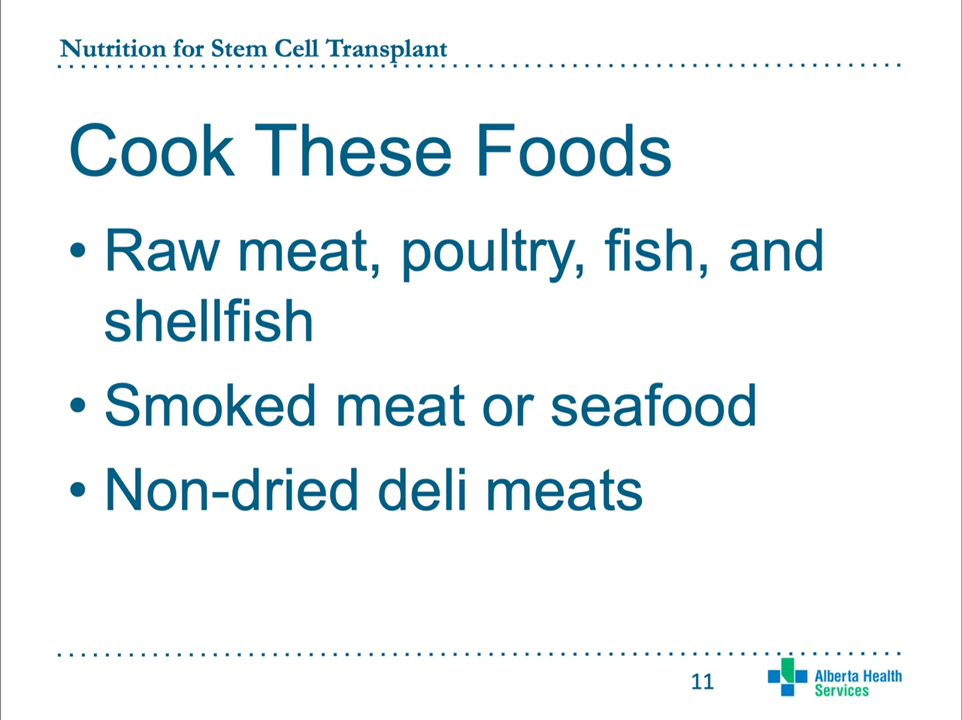 Nutrition for Stem Cell Transplant
Cook These Foods
• Raw meat, poultry, fish, and
shellfish
• Smoked meat or seafood
• Non-dried deli meats
11
Alberta Health
Services